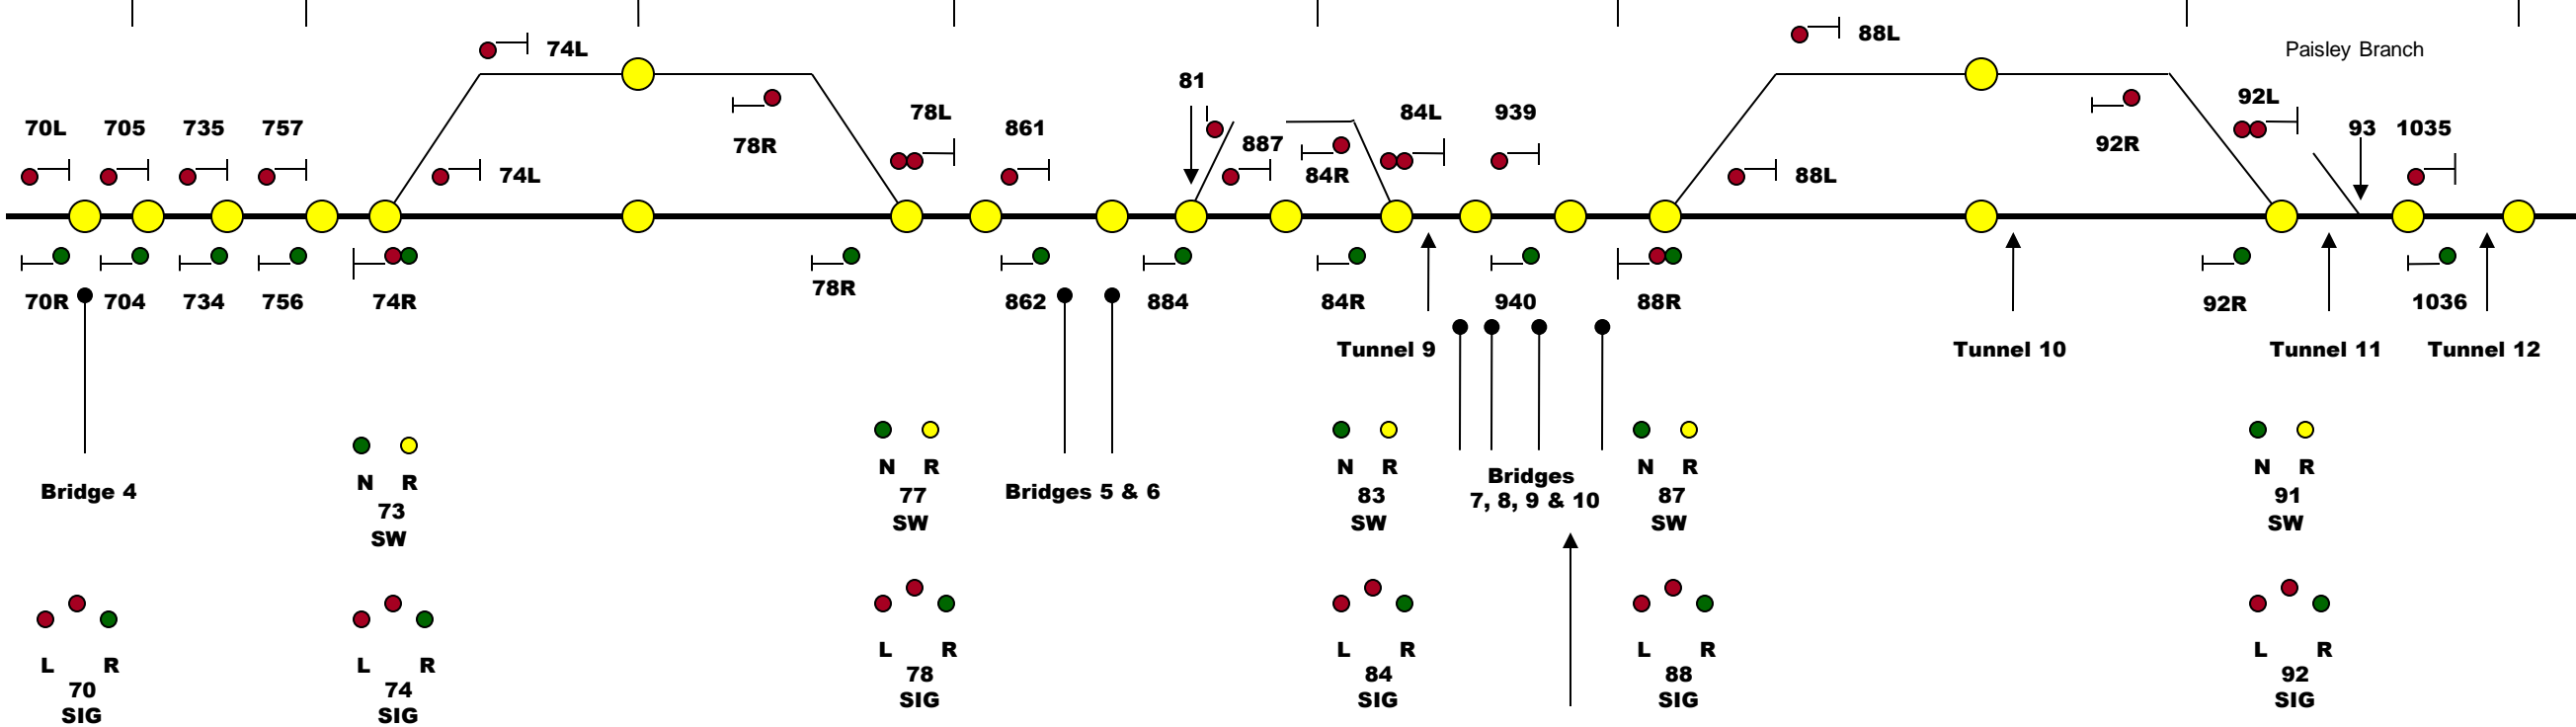 74L
88L
Paisley Branch
81
70L
705
735
757
78R
78L
861
887
84L
939
92R
92L
93
1035
74L
84R
88L
70R
704
734
756
74R
78R
862
884
84R
940
88R
92R
1036
Tunnel 9
Tunnel 10
Tunnel 11
Tunnel 12
Bridge 4
N R
73
SW
N R
77
SW
Bridges 5 & 6
N R
83
SW
Bridges
7, 8, 9 & 10
N R
87
SW
N R
91
SW
L R
70
SIG
L R
74
SIG
L R
78
SIG
L R
84
SIG
L R
88
SIG
L R
92
SIG